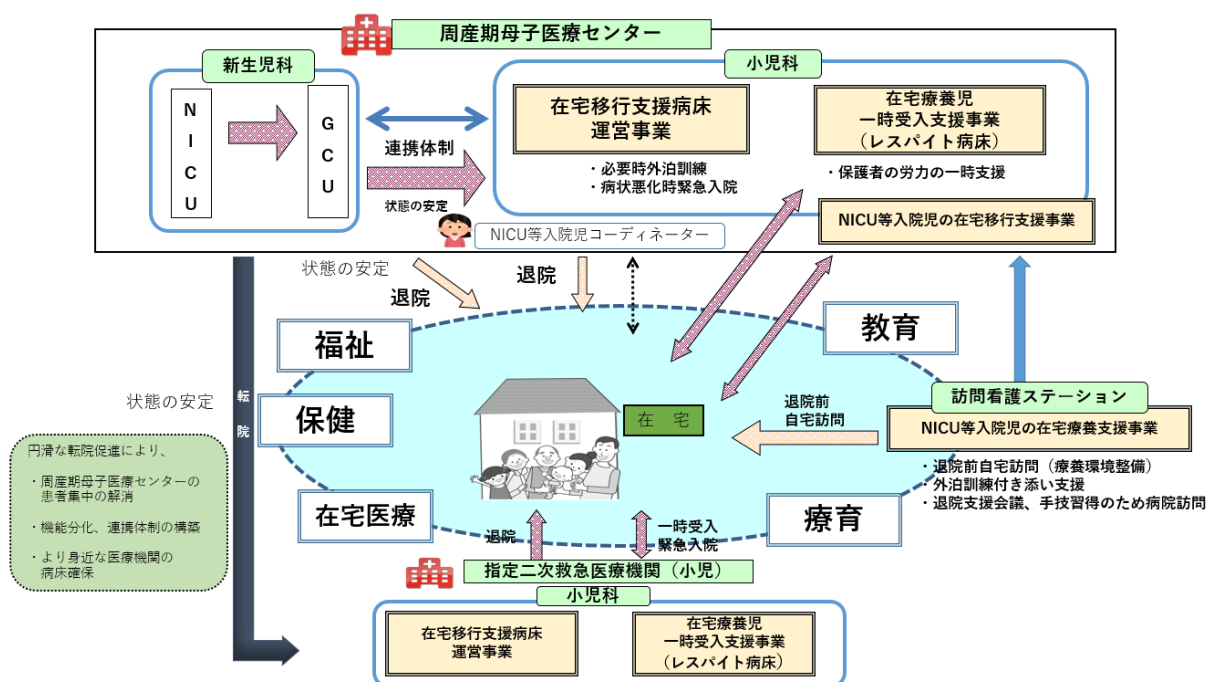 周産期母子医療センター
新生児科
小児科
NICU
GCU
連携体制
状態の安定
在宅移行支援病床
運営事業
・必要時外泊訓練
・病状悪化時緊急入院
在宅療養児
一時受入支援事業
（レスパイト病床）
・保護者の労力の一時支援
NICU等入院児の在宅移行支援事業
NICU等入院児コーディネーター
状態の安定
退院
退院
福祉
教育
保健
転院
状態の安定
在宅
退院前
自宅訪問
訪問看護ステーション
NICU等入院児の在宅療養支援事業
・退院前自宅訪問（療養環境整備）
・外泊訓練付き添い支援
・退院支援会議、手技習得のため病院訪問
円滑な転院促進により、
・周産期母子医療センターの
患者集中の解消
・機能分化、連携体制の構築
・より身近な医療機関の
病床確保
在宅医療
療育
退院
一時受入
緊急入院
指定二次救急医療機関（小児）
小児科
在宅移行支援病床
運営事業
在宅療養児
一時受入支援事業
（レスパイト病床）